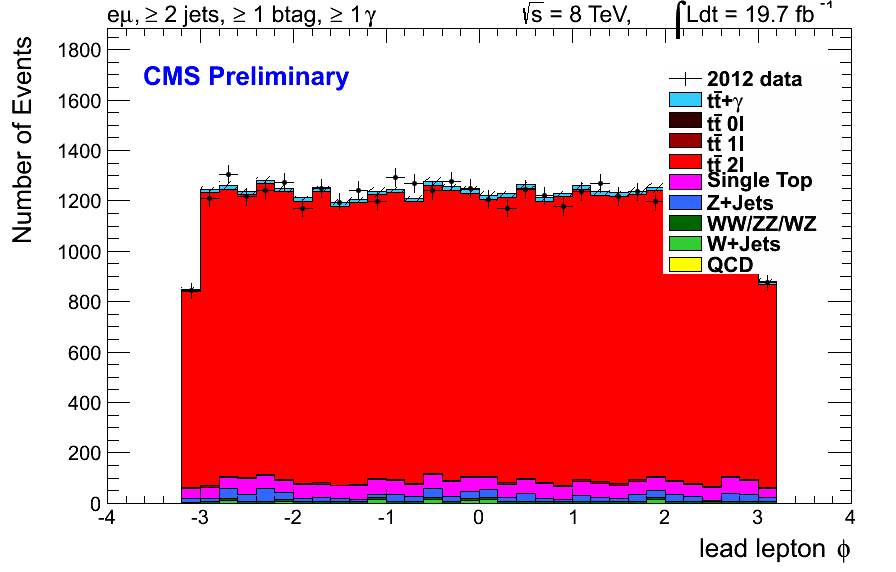 eμ, ≥ 2 jets, ≥ 1 btag, ≥ 1 γ
√s = 8 TeV, ∫Ldt = 19.7 fb⁻¹
CMS Preliminary
2012 data
tt̄+γ
tt̄ 0l
tt̄ 1l
tt̄ 2l
Single Top
Z+Jets
WW/ZZ/WZ
W+Jets
QCD
Number of Events
1800
1600
1400
1200
1000
800
600
400
200
0
-4 -3 -2 -1 0 1 2 3 4
lead lepton ϕ